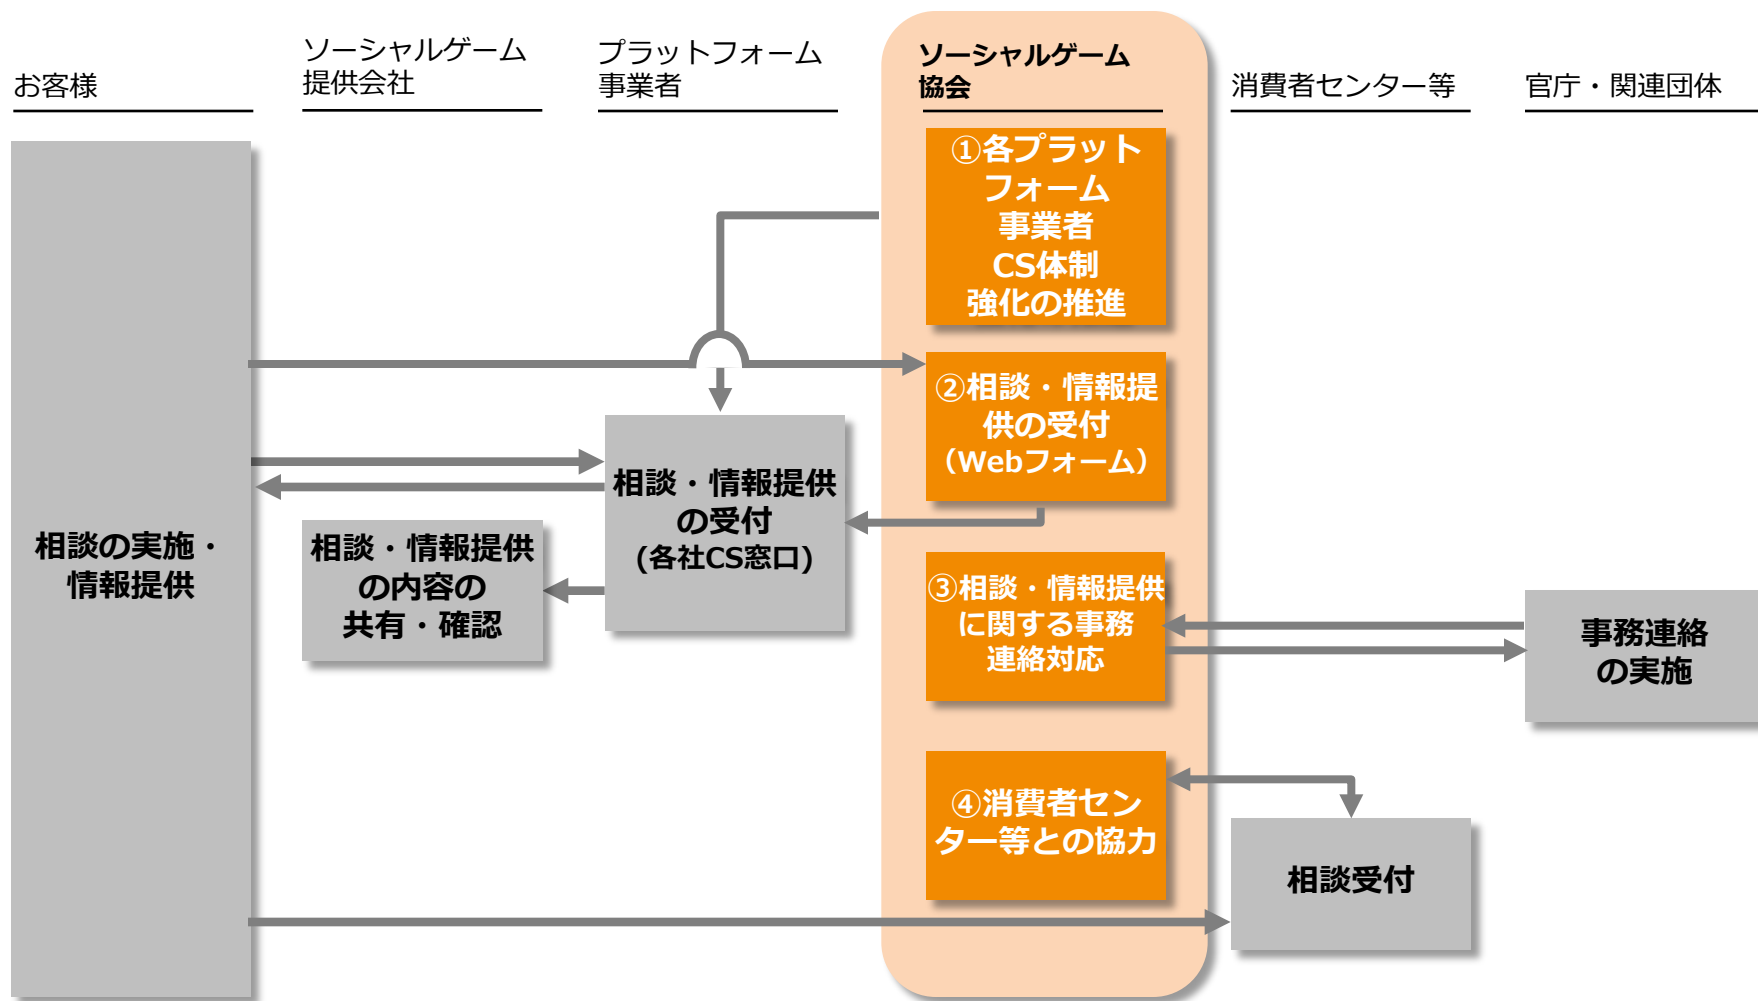 お客様
ソーシャルゲーム
提供会社
プラットフォーム
事業者
ソーシャルゲーム
協会
消費者センター等
官庁・関連団体
相談の実施・
情報提供
相談・情報提供
の内容の
共有・確認
相談・情報提供
の受付
(各社CS窓口)
①各プラット
フォーム
事業者
CS体制
強化の推進
②相談・情報提
供の受付
（Webフォーム）
③相談・情報提供
に関する事務
連絡対応
④消費者セン
ター等との協力
相談受付
事務連絡
の実施